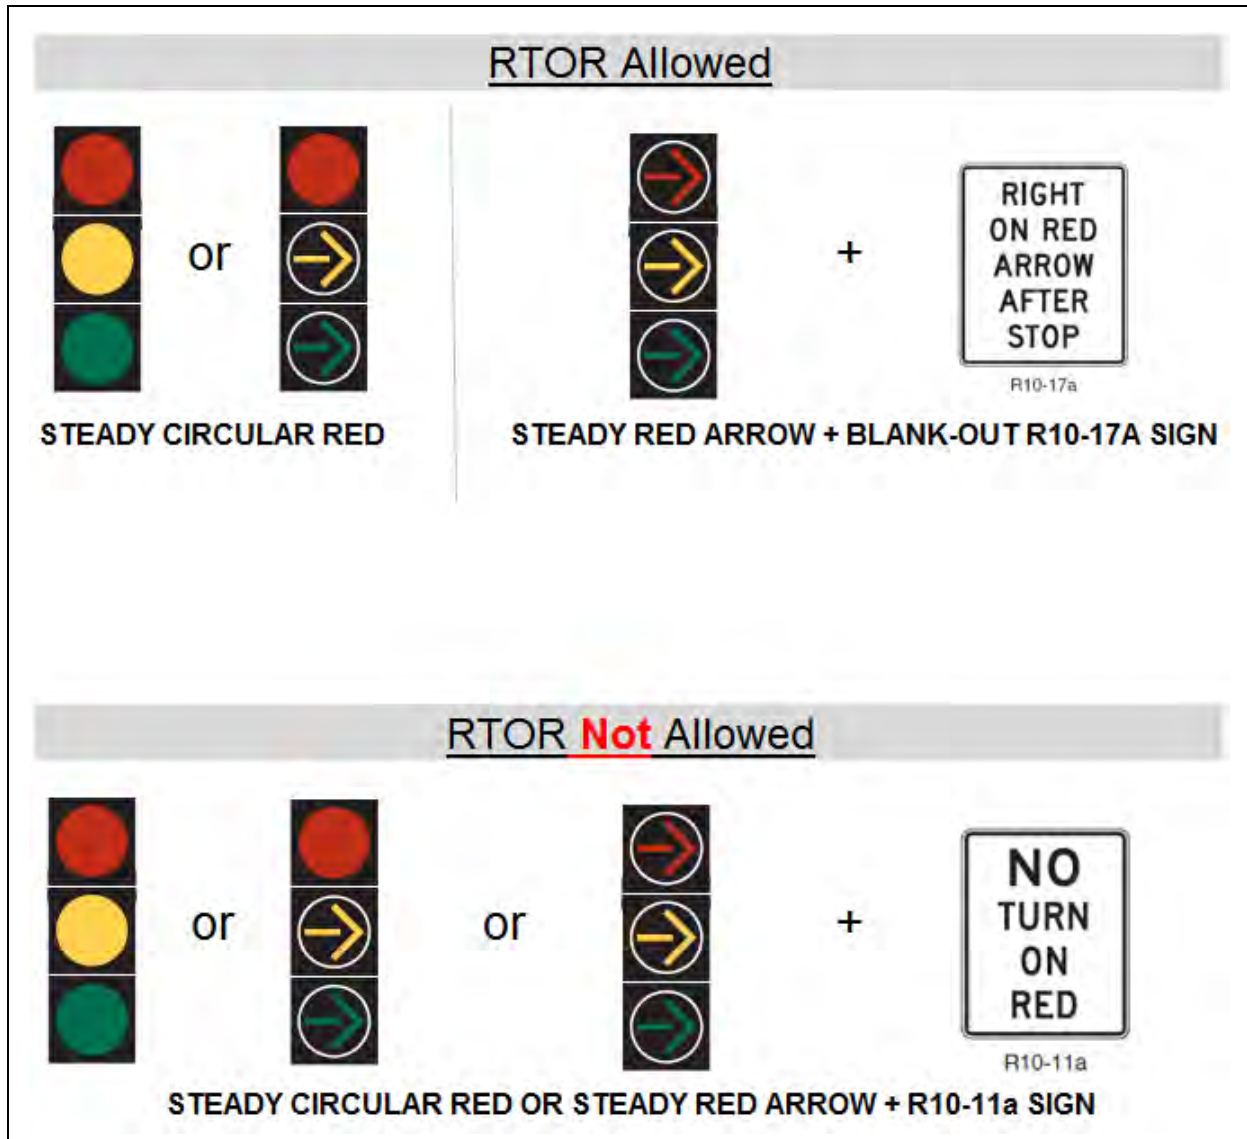 RTOR Allowed
or
+
RIGHT
ON RED
ARROW
AFTER
STOP
R10-17a
STEADY CIRCULAR RED
STEADY RED ARROW + BLANK-OUT R10-17A SIGN
RTOR Not Allowed
or
or
+
NO
TURN
ON
RED
R10-11a
STEADY CIRCULAR RED OR STEADY RED ARROW + R10-11a SIGN